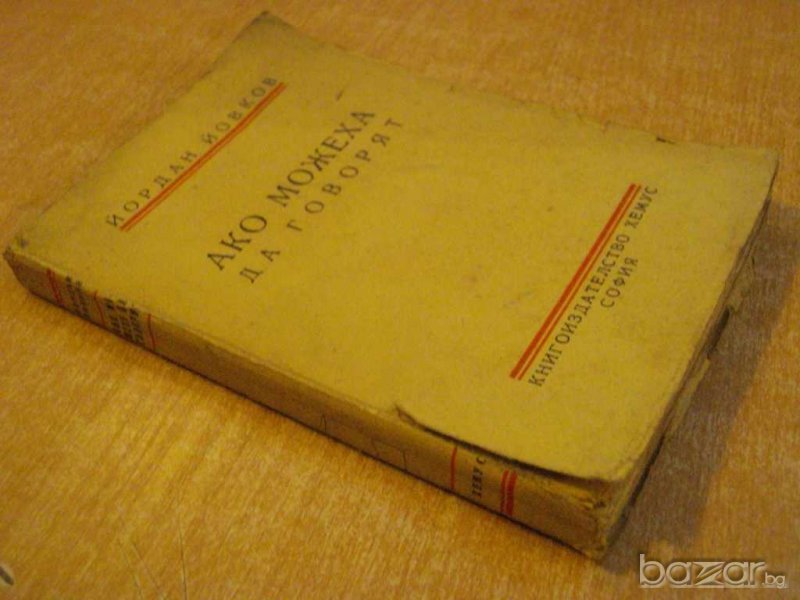 ЙОРДАН ЙОВКОВ
АКО МОЖЕХА
ДА ГОВОРЯТ
КНИГОИЗДАТЕЛСТВО ХЕМУС
СОФИЯ
bazar.bg